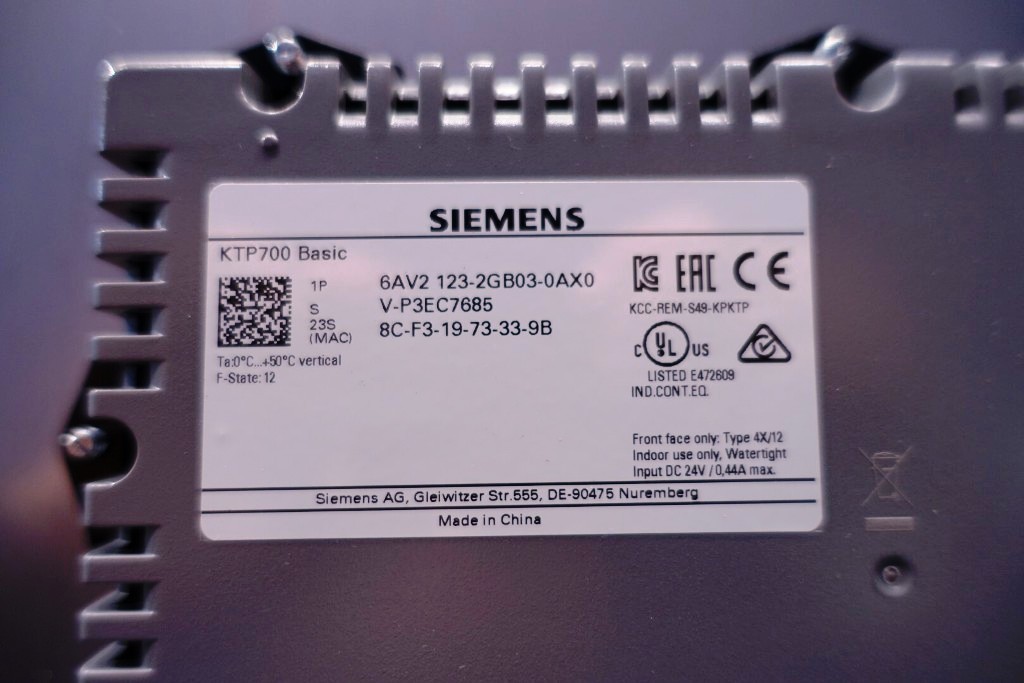 SIEMENS
KTP700 Basic
1P 6AV2 123-2GB03-0AX0
S V-P3EC7685
23S 8C-F3-19-73-33-9B
(MAC)
Ta:0°C...+50°C vertical
F-State: 12
EAC CE
KCC-REM-S49-KPKTP
C UL US
LISTED E472609
IND.CONT.EQ.
Front face only: Type 4X/12
Indoor use only, Watertight
Input DC 24V / 0,44A max.
Siemens AG, Gleiwitzer Str.555, DE-90475 Nuremberg
Made in China